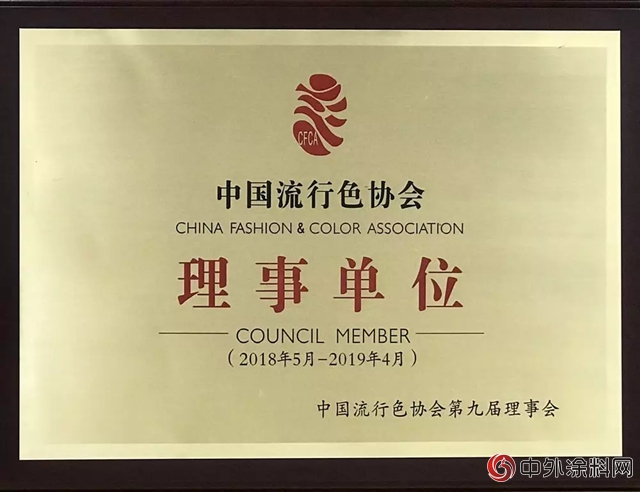 CFCA
中国流行色协会
CHINA FASHION & COLOR ASSOCIATION
理事单位
COUNCIL MEMBER
(2018年5月-2019年4月)
中国流行色协会第九届理事会
中外涂料网